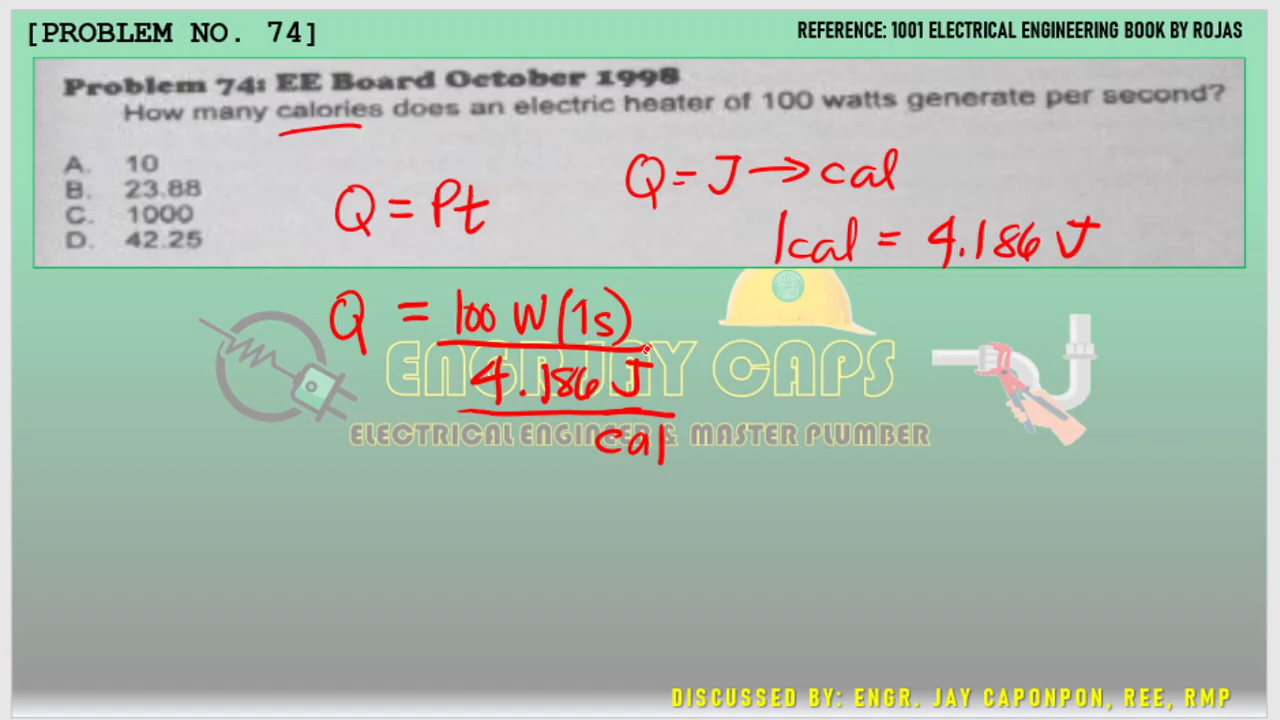 [PROBLEM NO. 74]
REFERENCE: 1001 ELECTRICAL ENGINEERING BOOK BY ROJAS
Problem 74: EE Board October 1998
How many calories does an electric heater of 100 watts generate per second?
A. 10
B. 23.88
C. 1000
D. 42.25
Q = Pt
Q = J → cal
1cal = 4.186 J
Q = 100 W (1s)
4.186 J
cal
ENGR JAY CAPS
ELECTRICAL ENGINEER & MASTER PLUMBER
DISCUSSED BY: ENGR. JAY CAPONPON, REE, RMP